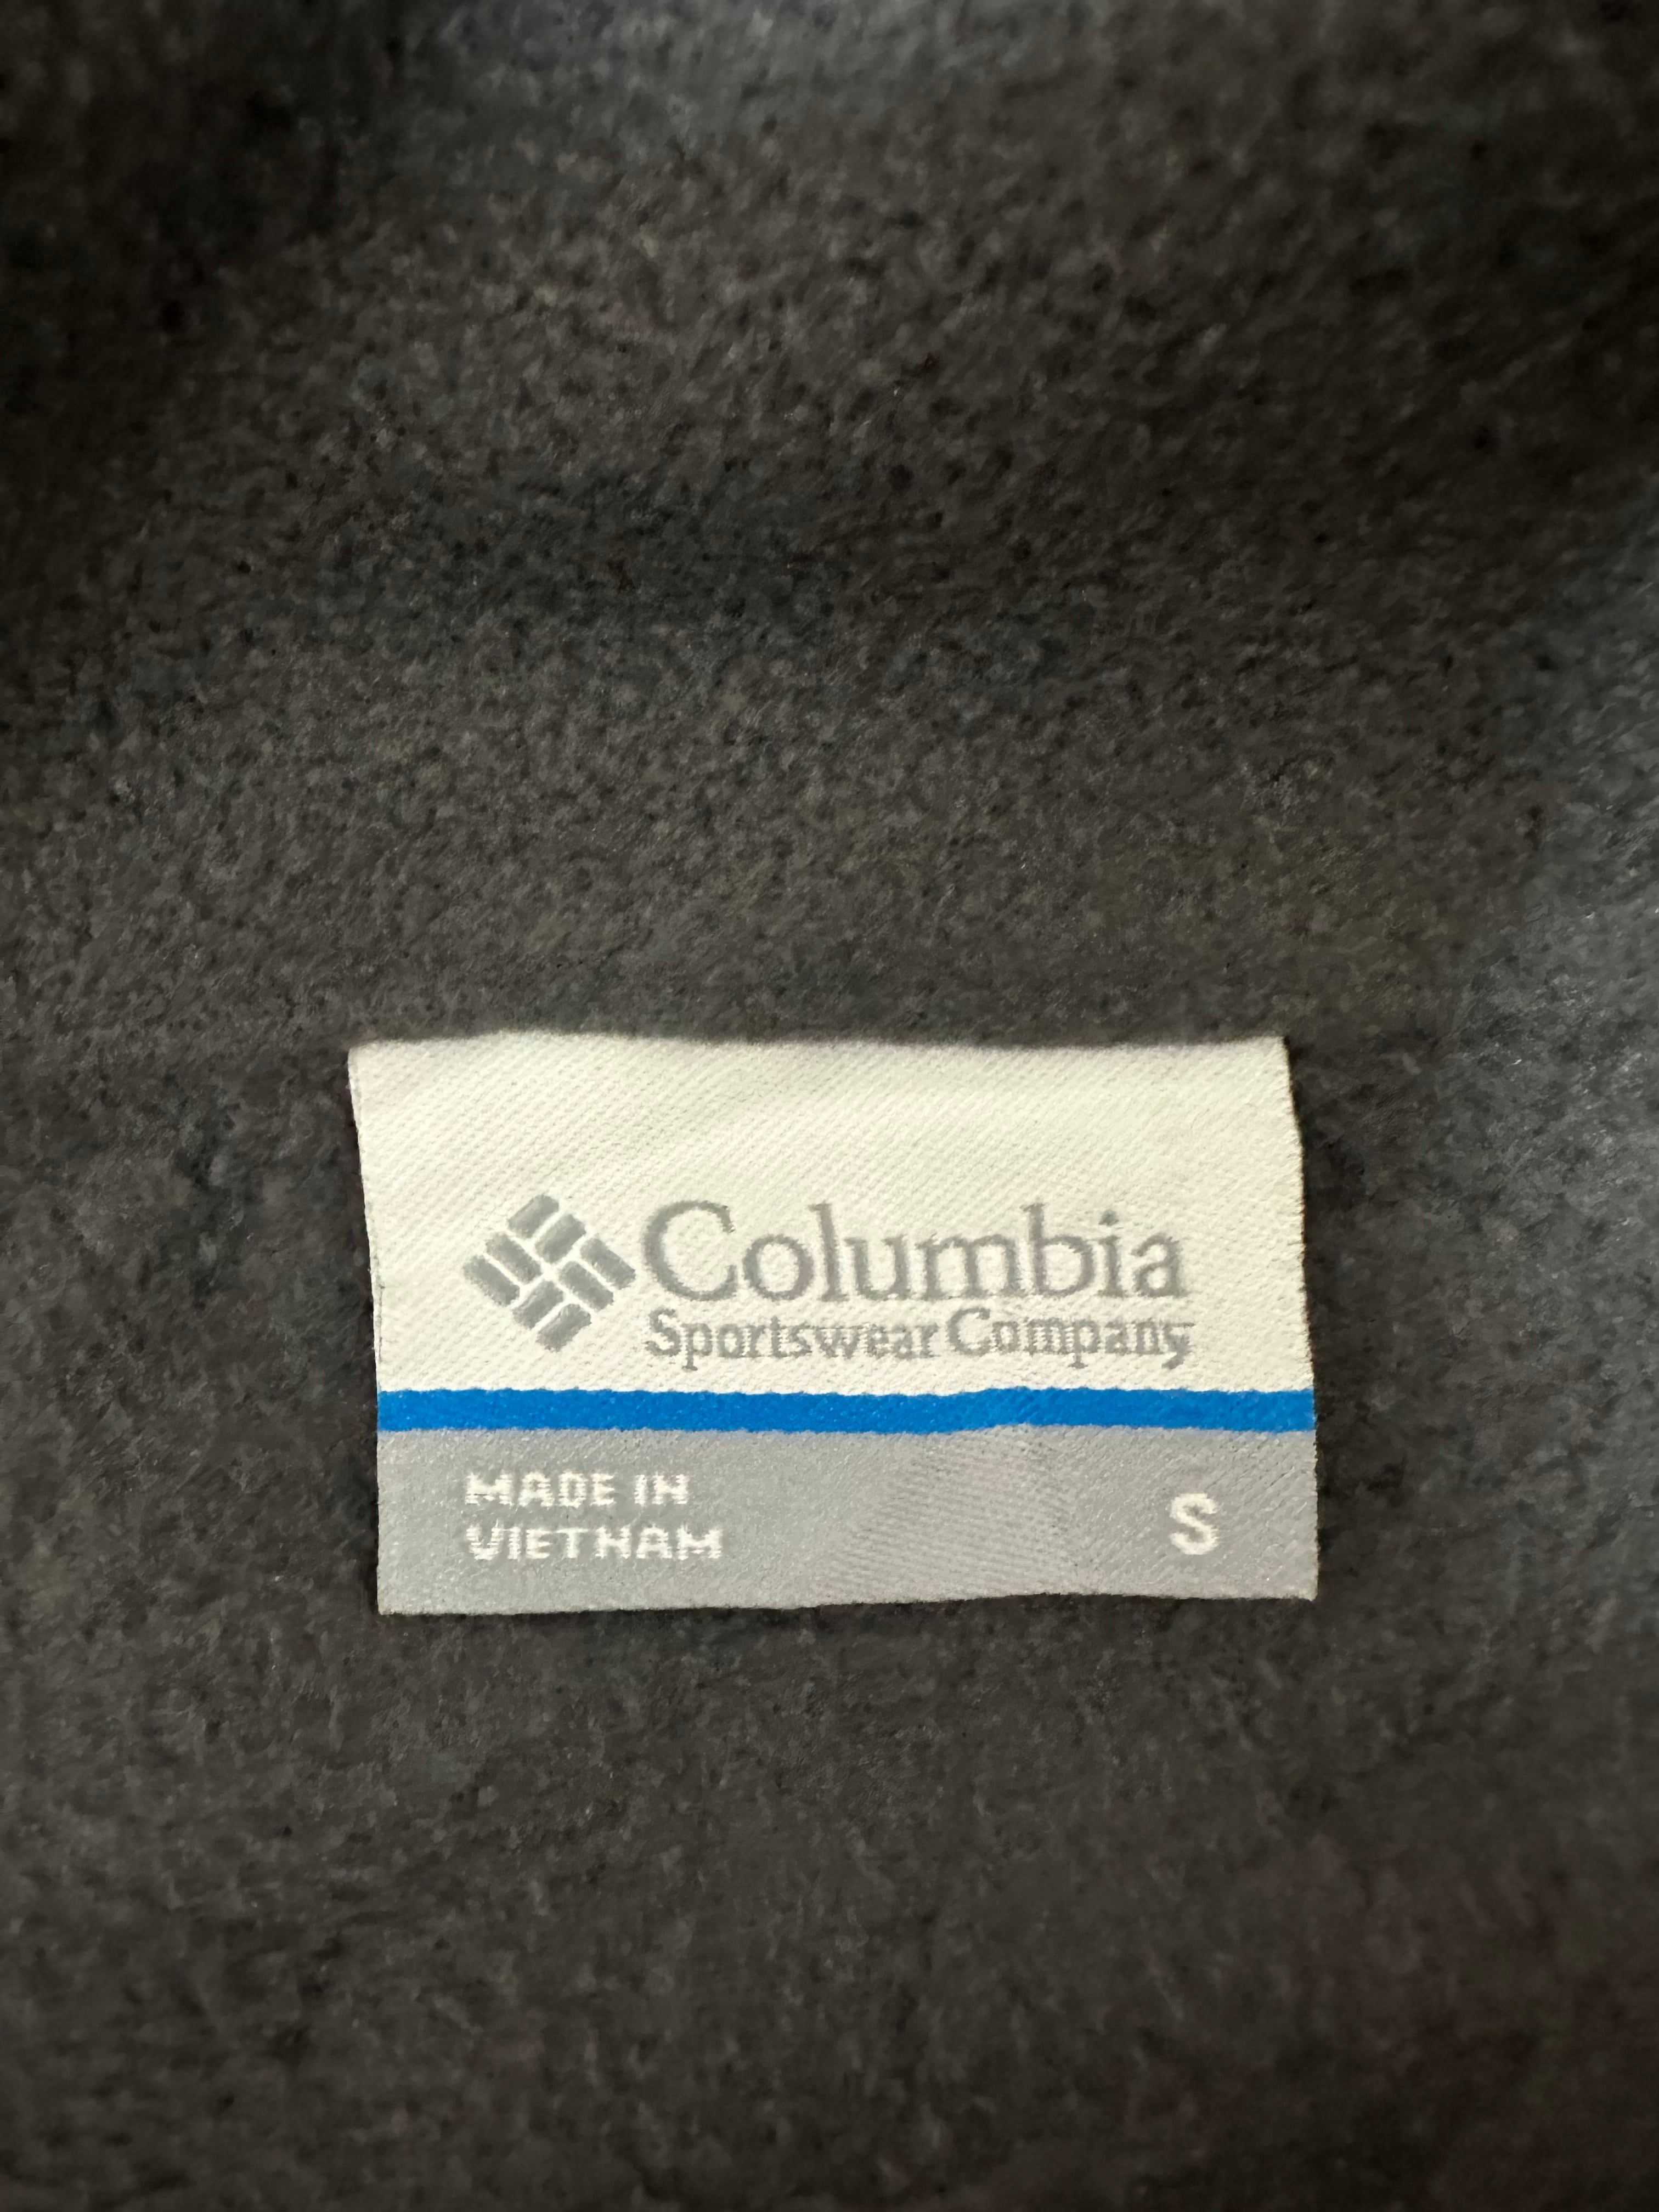 Columbia
Sportswear Company
MADE IN
VIETNAM
S